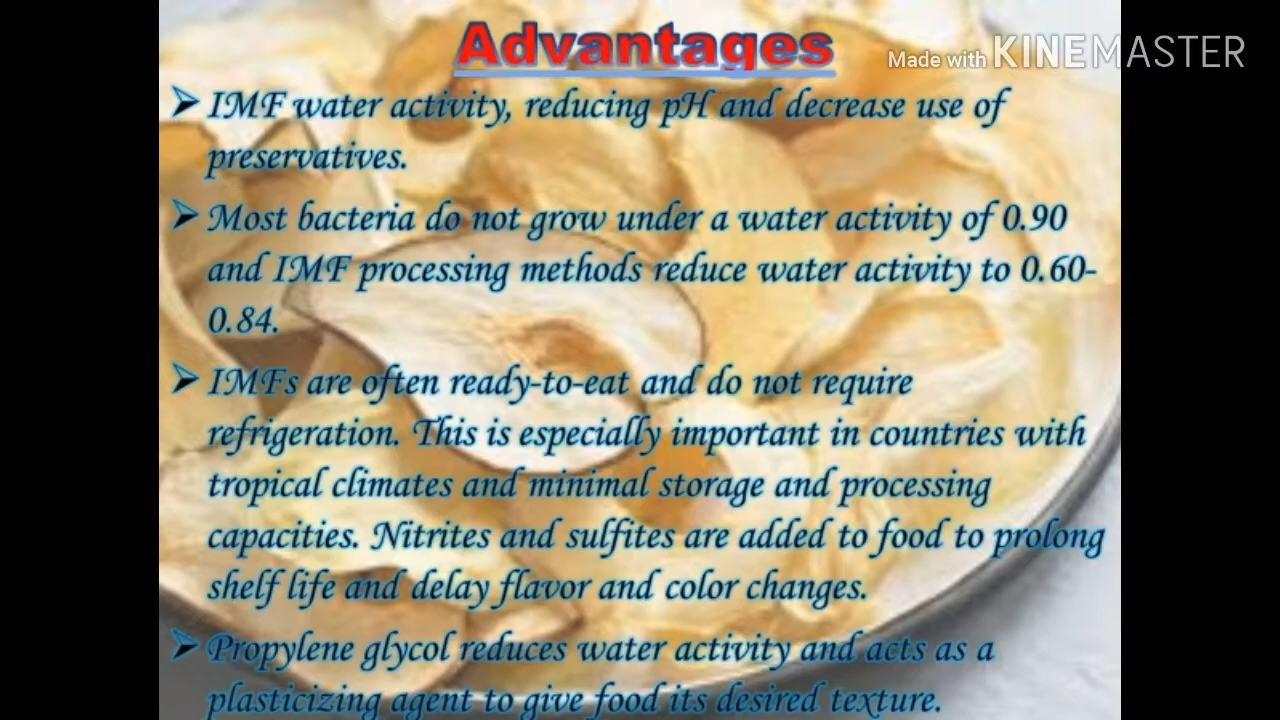 Advantages
Made with KINEMASTER
➤ IMF water activity, reducing pH and decrease use of
preservatives.
➤ Most bacteria do not grow under a water activity of 0.90
and IMF processing methods reduce water activity to 0.60-
0.84.
➤ IMFs are often ready-to-eat and do not require
refrigeration. This is especially important in countries with
tropical climates and minimal storage and processing
capacities. Nitrites and sulfites are added to food to prolong
shelf life and delay flavor and color changes.
➤ Propylene glycol reduces water activity and acts as a
plasticizing agent to give food its desired texture.